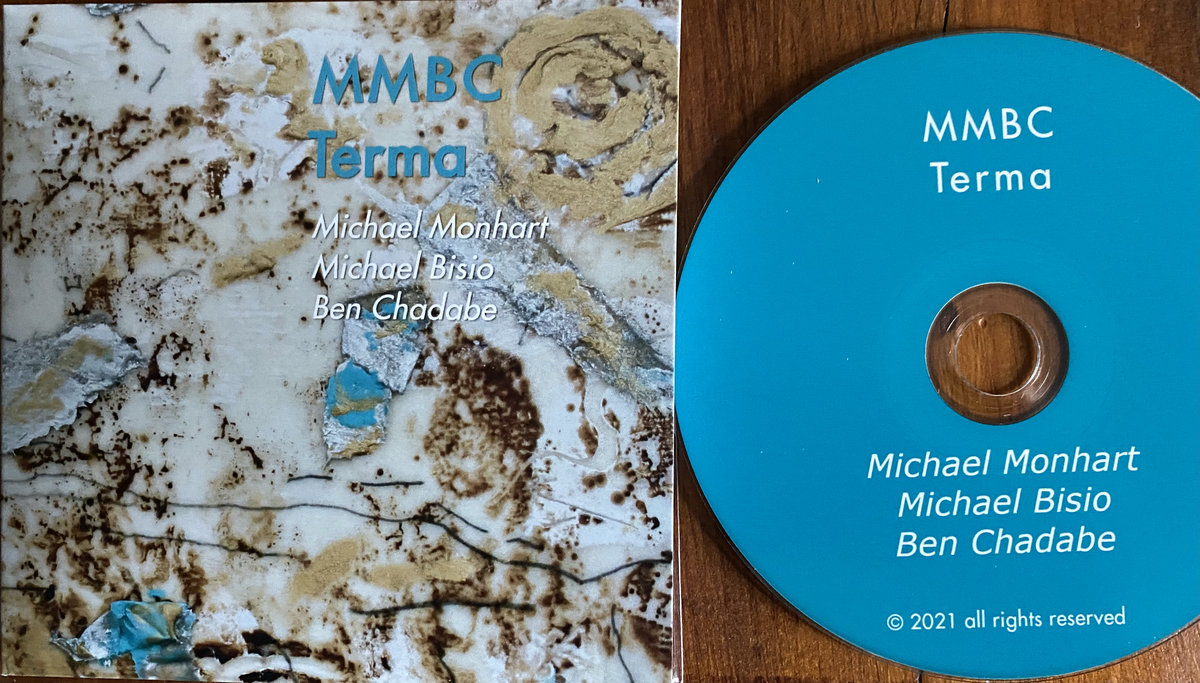 MMBC
Terma
Michael Monhart
Michael Bisio
Ben Chadabe
MMBC
Terma
Michael Monhart
Michael Bisio
Ben Chadabe
© 2021 all rights reserved